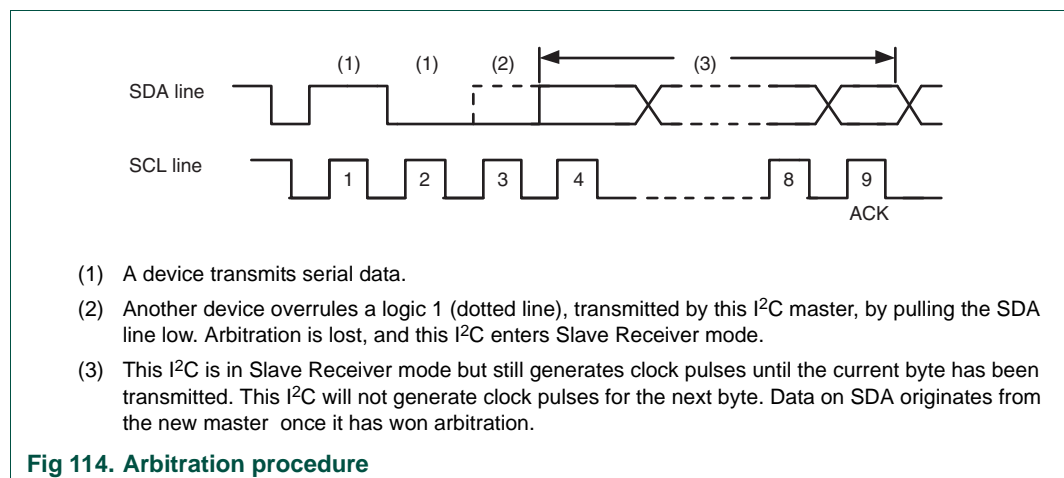 (1) (1) (2) (3)
SDA line
SCL line
1 2 3 4 8 9
ACK
(1) A device transmits serial data.
(2) Another device overrules a logic 1 (dotted line), transmitted by this I²C master, by pulling the SDA
line low. Arbitration is lost, and this I²C enters Slave Receiver mode.
(3) This I²C is in Slave Receiver mode but still generates clock pulses until the current byte has been
transmitted. This I²C will not generate clock pulses for the next byte. Data on SDA originates from
the new master once it has won arbitration.
Fig 114. Arbitration procedure